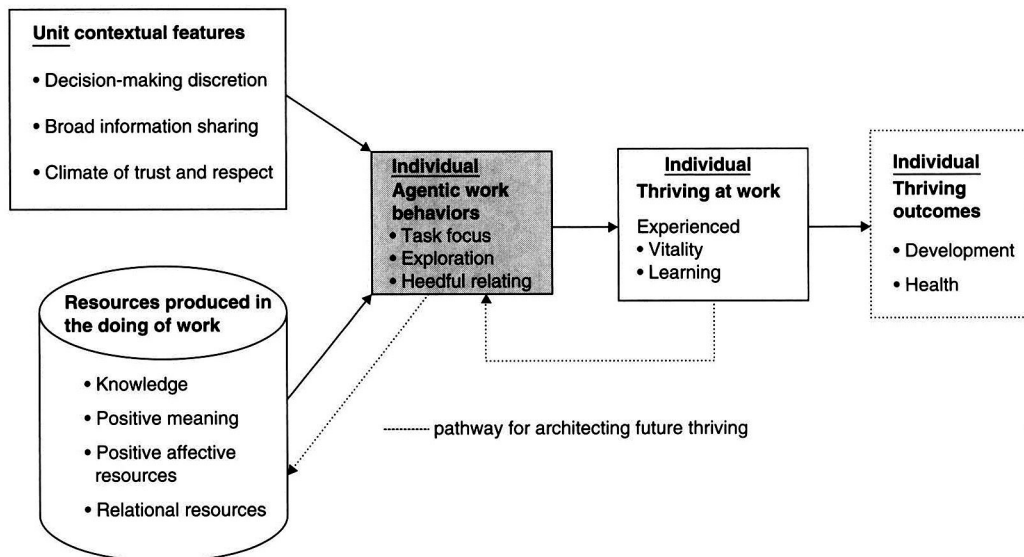 Unit contextual features
• Decision-making discretion
• Broad information sharing
• Climate of trust and respect
Resources produced in
the doing of work
• Knowledge
• Positive meaning
• Positive affective
resources
• Relational resources
Individual
Agentic work
behaviors
• Task focus
• Exploration
• Heedful relating
Individual
Thriving at work
Experienced
• Vitality
• Learning
Individual
Thriving
outcomes
• Development
• Health
pathway for architecting future thriving